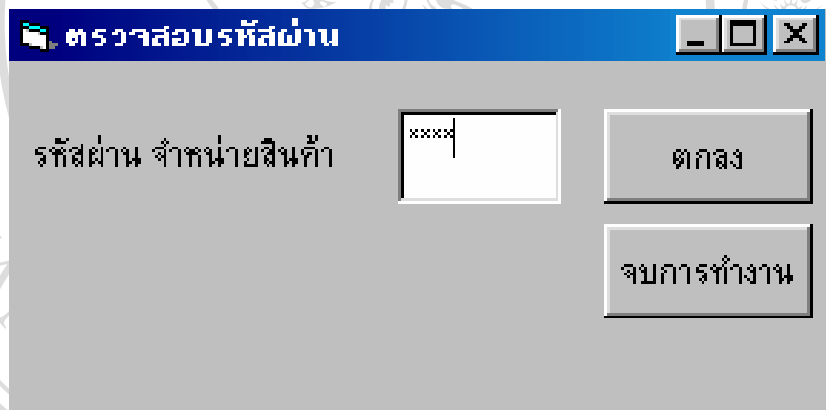 ตรวจสอบรหัสผ่าน
รหัสผ่าน จำหน่ายสินค้า
xxxx
ตกลง
จบการทำงาน